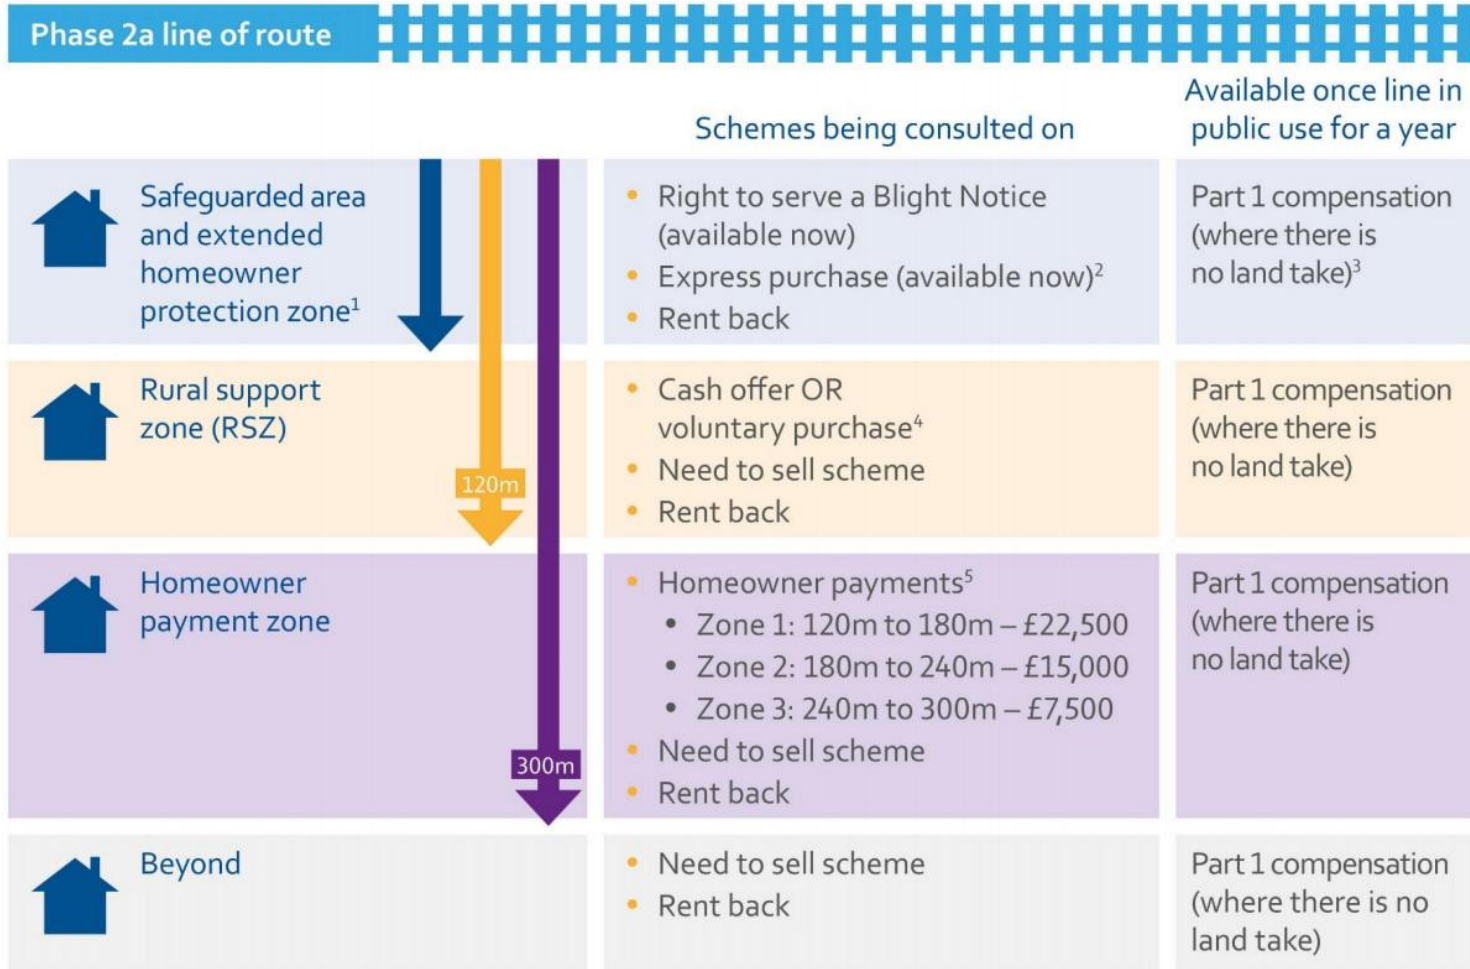 Phase 2a line of route
Schemes being consulted on
Available once line in
public use for a year
Safeguarded area
and extended
homeowner
protection zone¹
• Right to serve a Blight Notice
(available now)
• Express purchase (available now)²
• Rent back
Part 1 compensation
(where there is
no land take)³
Rural support
zone (RSZ)
120m
• Cash offer OR
voluntary purchase⁴
• Need to sell scheme
• Rent back
Part 1 compensation
(where there is
no land take)
Homeowner
payment zone
300m
• Homeowner payments⁵
• Zone 1: 120m to 180m – £22,500
• Zone 2: 180m to 240m – £15,000
• Zone 3: 240m to 300m – £7,500
• Need to sell scheme
• Rent back
Part 1 compensation
(where there is
no land take)
Beyond
• Need to sell scheme
• Rent back
Part 1 compensation
(where there is no
land take)